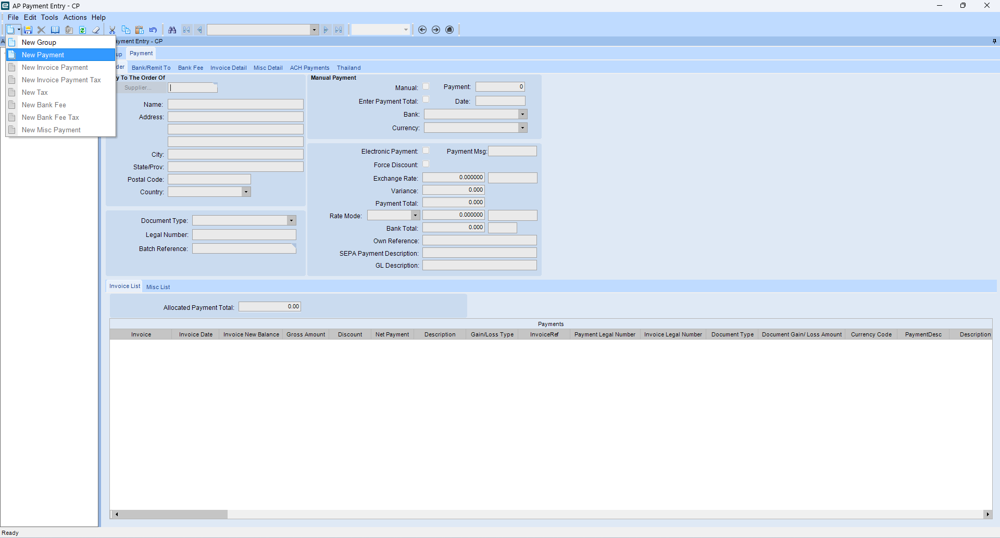 AP Payment Entry - CP
File Edit Tools Actions Help
ayment Entry - CP
New Group
New Payment
New Invoice Payment
New Invoice Payment Tax
New Tax
New Bank Fee
New Bank Fee Tax
New Misc Payment
up Payment
der Bank/Remit To Bank Fee Invoice Detail Misc Detail ACH Payments Thailand
y To The Order Of
Supplier...
Name:
Address:
City:
State/Prov:
Postal Code:
Country:
Document Type:
Legal Number:
Batch Reference:
Manual Payment
Manual: Payment: 0
Enter Payment Total: Date:
Bank:
Currency:
Electronic Payment: Payment Msg:
Force Discount:
Exchange Rate: 0.000000
Variance: 0.000
Payment Total: 0.000
Rate Mode: 0.000000
Bank Total: 0.000
Own Reference:
SEPA Payment Description:
GL Description:
Invoice List Misc List
Allocated Payment Total: 0.00
Payments
Invoice Invoice Date Invoice New Balance Gross Amount Discount Net Payment Description Gain/Loss Type InvoiceRef Payment Legal Number Invoice Legal Number Document Type Document Gain/ Loss Amount Currency Code PaymentDesc Description
Ready